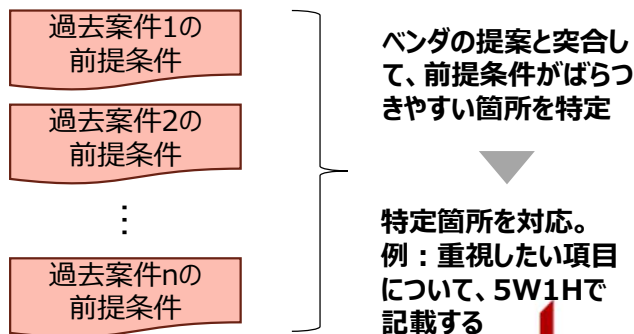 過去案件1の
前提条件
過去案件2の
前提条件
⋮
過去案件nの
前提条件
ベンダの提案と突合し
て、前提条件がばらつ
きやすい箇所を特定
特定箇所を対応。
例：重視したい項目
について、5W1Hで
記載する